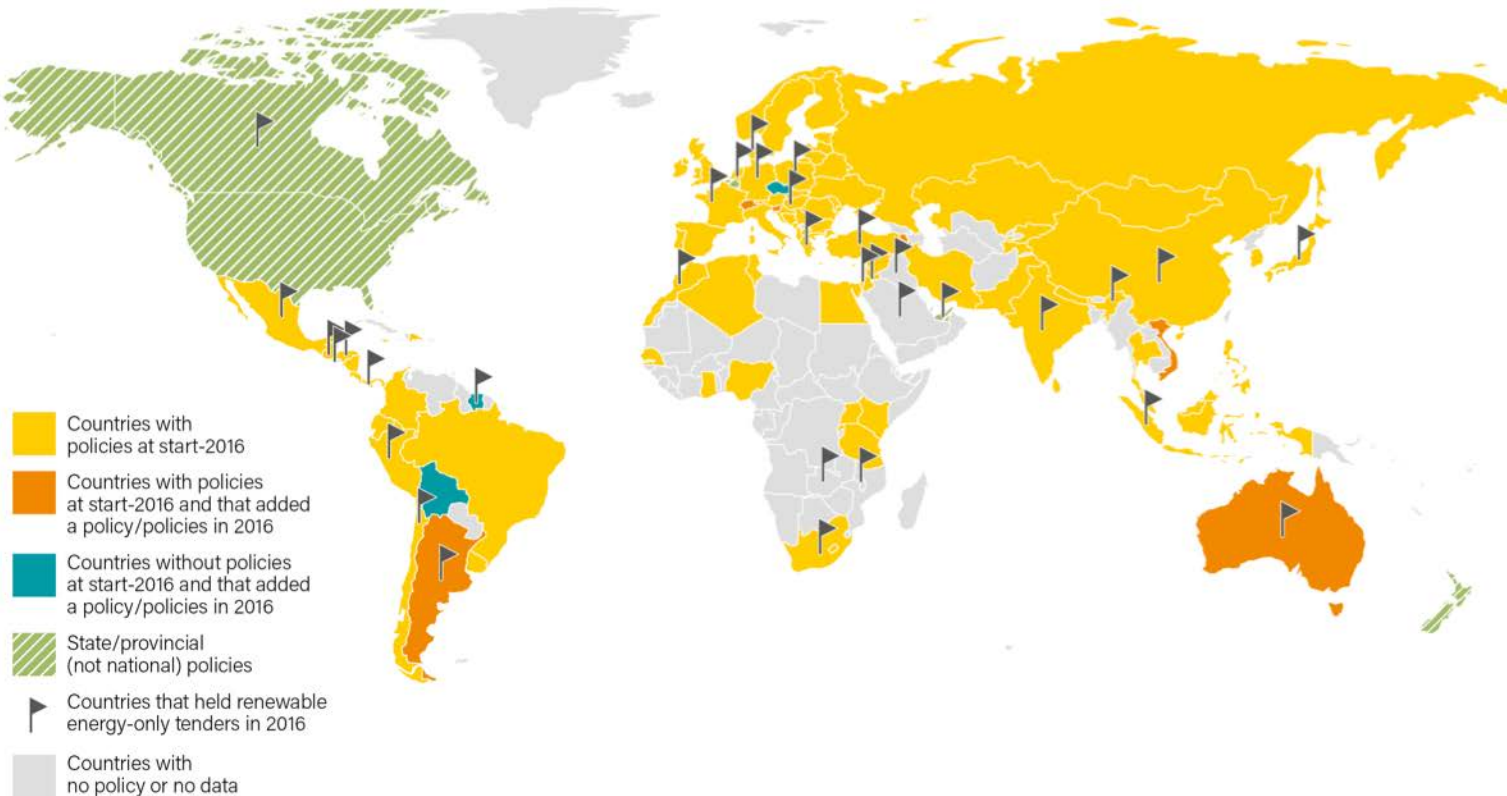 Countries with
policies at start-2016
Countries with policies
at start-2016 and that added
a policy/policies in 2016
Countries without policies
at start-2016 and that added
a policy/policies in 2016
State/provincial
(not national) policies
Countries that held renewable
energy-only tenders in 2016
Countries with
no policy or no data